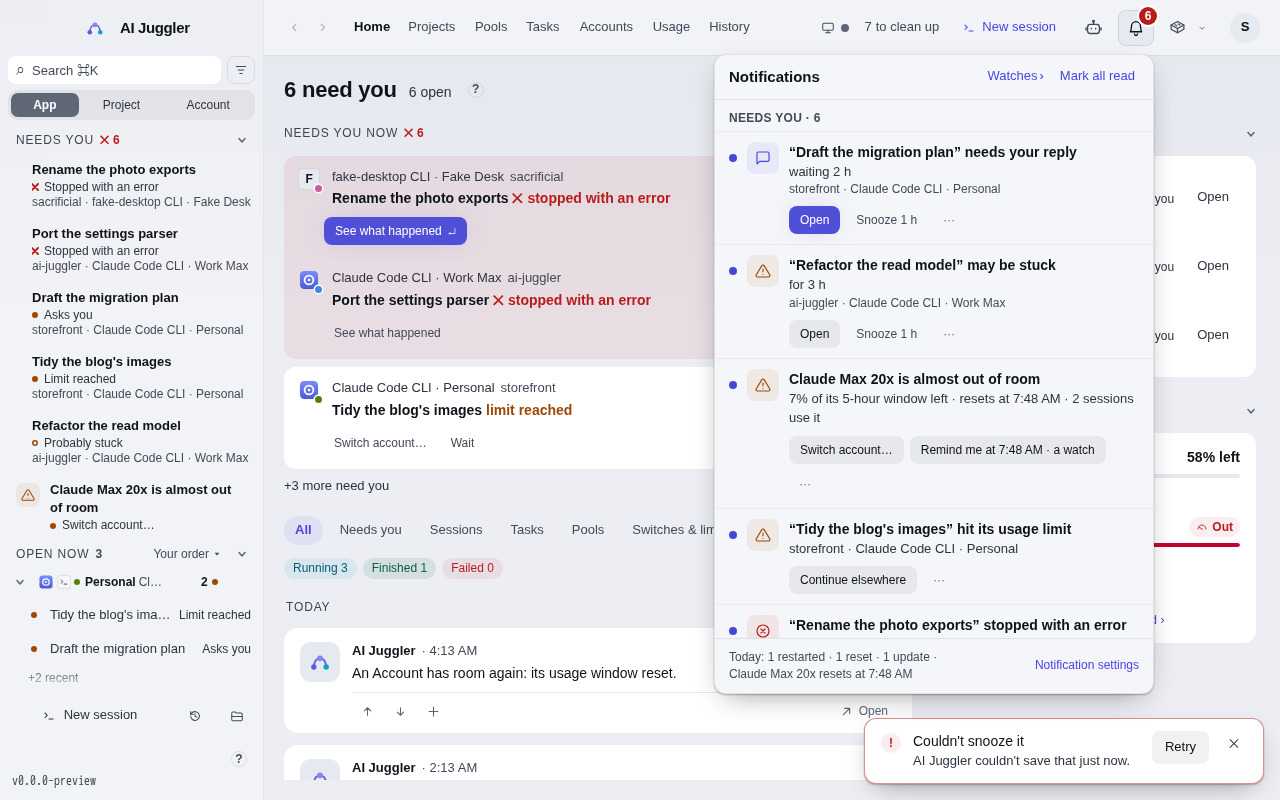 AI Juggler
Search ⌘K
App Project Account
NEEDS YOU 6
Rename the photo exports
Stopped with an error
sacrificial · fake-desktop CLI · Fake Desk
Port the settings parser
Stopped with an error
ai-juggler · Claude Code CLI · Work Max
Draft the migration plan
Asks you
storefront · Claude Code CLI · Personal
Tidy the blog's images
Limit reached
storefront · Claude Code CLI · Personal
Refactor the read model
Probably stuck
ai-juggler · Claude Code CLI · Work Max
Claude Max 20x is almost out
of room
Switch account…
OPEN NOW 3 Your order
Personal Cl… 2
Tidy the blog's ima… Limit reached
Draft the migration plan Asks you
+2 recent
New session
?
v0.0.0-preview
Home Projects Pools Tasks Accounts Usage History
7 to clean up
New session
6
S
6 need you 6 open ?
NEEDS YOU NOW 6
F
fake-desktop CLI · Fake Desk sacrificial
Rename the photo exports stopped with an error
See what happened
Claude Code CLI · Work Max ai-juggler
Port the settings parser stopped with an error
See what happened
Claude Code CLI · Personal storefront
Tidy the blog's images limit reached
Switch account… Wait
+3 more need you
All Needs you Sessions Tasks Pools Switches & lim
Running 3 Finished 1 Failed 0
TODAY
AI Juggler · 4:13 AM
An Account has room again: its usage window reset.
Open
AI Juggler · 2:13 AM
you Open
you Open
you Open
58% left
Out
Notifications Watches › Mark all read
NEEDS YOU · 6
“Draft the migration plan” needs your reply
waiting 2 h
storefront · Claude Code CLI · Personal
Open Snooze 1 h ···
“Refactor the read model” may be stuck
for 3 h
ai-juggler · Claude Code CLI · Work Max
Open Snooze 1 h ···
Claude Max 20x is almost out of room
7% of its 5-hour window left · resets at 7:48 AM · 2 sessions
use it
Switch account… Remind me at 7:48 AM · a watch
···
“Tidy the blog's images” hit its usage limit
storefront · Claude Code CLI · Personal
Continue elsewhere ···
“Rename the photo exports” stopped with an error
Today: 1 restarted · 1 reset · 1 update ·
Claude Max 20x resets at 7:48 AM
Notification settings
Couldn't snooze it
AI Juggler couldn't save that just now.
Retry